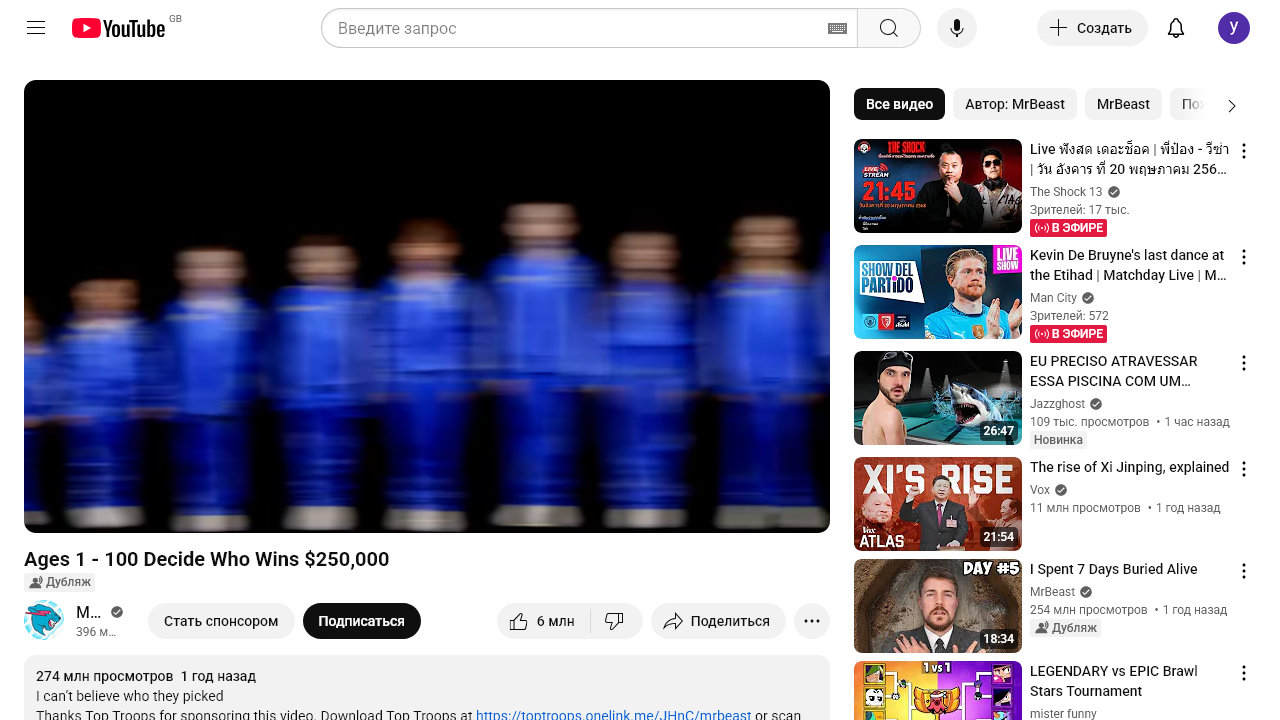 YouTube GB
Введите запрос
Создать
y
Все видео
Автор: MrBeast
MrBeast
THE SHOCK
LIVE
STREAM
21:45
Live ฟังสด เดอะช็อค | พี่ป๋อง - วีซ่า
| วัน อังคาร ที่ 20 พฤษภาคม 256...
The Shock 13
Зрителей: 17 тыс.
В ЭФИРЕ
SHOW DEL
PARTIDO
LIVE
SHOW
Kevin De Bruyne's last dance at
the Etihad | Matchday Live | M...
Man City
Зрителей: 572
В ЭФИРЕ
26:47
EU PRECISO ATRAVESSAR
ESSA PISCINA COM UM...
Jazzghost
109 тыс. просмотров • 1 час назад
Новинка
XI'S RISE
Vox
ATLAS
21:54
The rise of Xi Jinping, explained
Vox
11 млн просмотров • 1 год назад
DAY #5
18:34
I Spent 7 Days Buried Alive
MrBeast
254 млн просмотров • 1 год назад
Дубляж
1 vs 1
LEGENDARY vs EPIC Brawl
Stars Tournament
mister funny
Ages 1 - 100 Decide Who Wins $250,000
Дубляж
M...
396 м...
Стать спонсором
Подписаться
6 млн
Поделиться
274 млн просмотров 1 год назад
I can't believe who they picked
Thanks Top Troops for sponsoring this video. Download Top Troops at https://toptroops.onelink.me/JHnC/mrbeast or scan